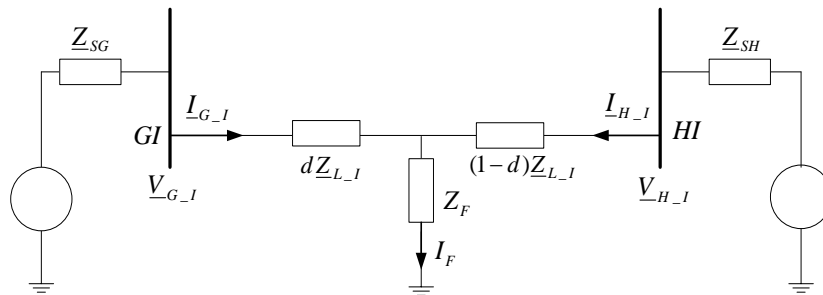 Z_SG
Z_SH
I_G_I
I_H_I
GI
HI
dZ_L_I
(1−d)Z_L_I
V_G_I
Z_F
V_H_I
I_F